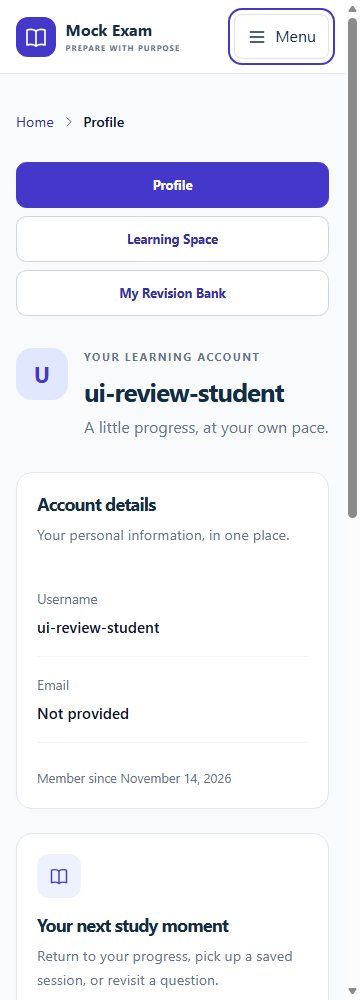 Mock Exam
PREPARE WITH PURPOSE
Menu
Home > Profile
Profile
Learning Space
My Revision Bank
U
YOUR LEARNING ACCOUNT
ui-review-student
A little progress, at your own pace.
Account details
Your personal information, in one place.
Username
ui-review-student
Email
Not provided
Member since November 14, 2026
Your next study moment
Return to your progress, pick up a saved
session, or revisit a question.